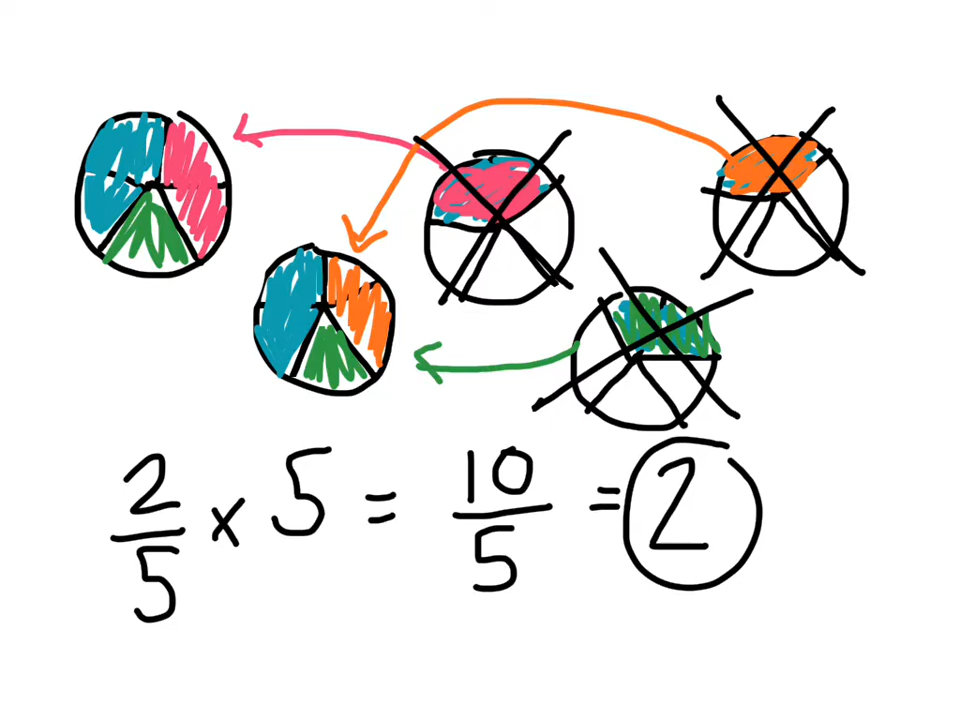 2/5 x 5 = 10/5 = 2